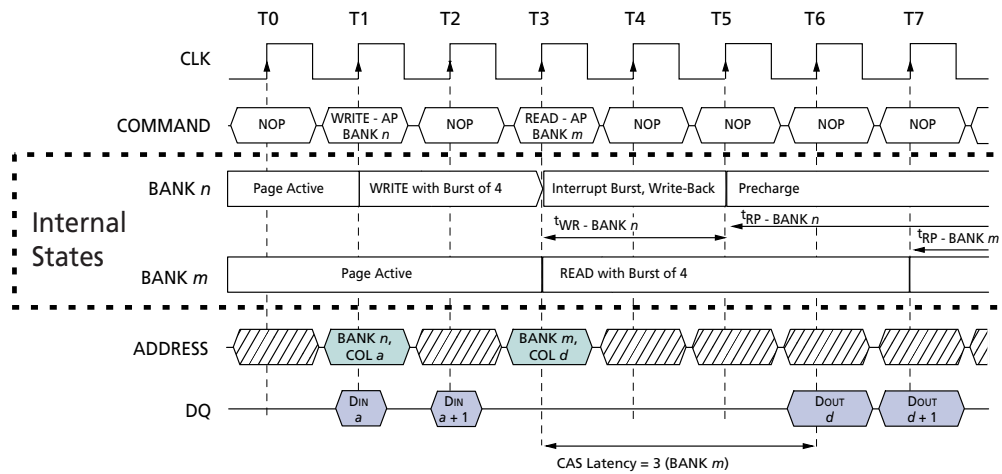 T0 T1 T2 T3 T4 T5 T6 T7
CLK
COMMAND
NOP
WRITE - AP
BANK n
NOP
READ - AP
BANK m
NOP
NOP
NOP
NOP
Internal
States
BANK n
Page Active
WRITE with Burst of 4
Interrupt Burst, Write-Back
Precharge
tWR - BANK n
tRP - BANK n
tRP - BANK m
BANK m
Page Active
READ with Burst of 4
ADDRESS
BANK n,
COL a
BANK m,
COL d
DQ
DIN
a
DIN
a + 1
DOUT
d
DOUT
d + 1
CAS Latency = 3 (BANK m)